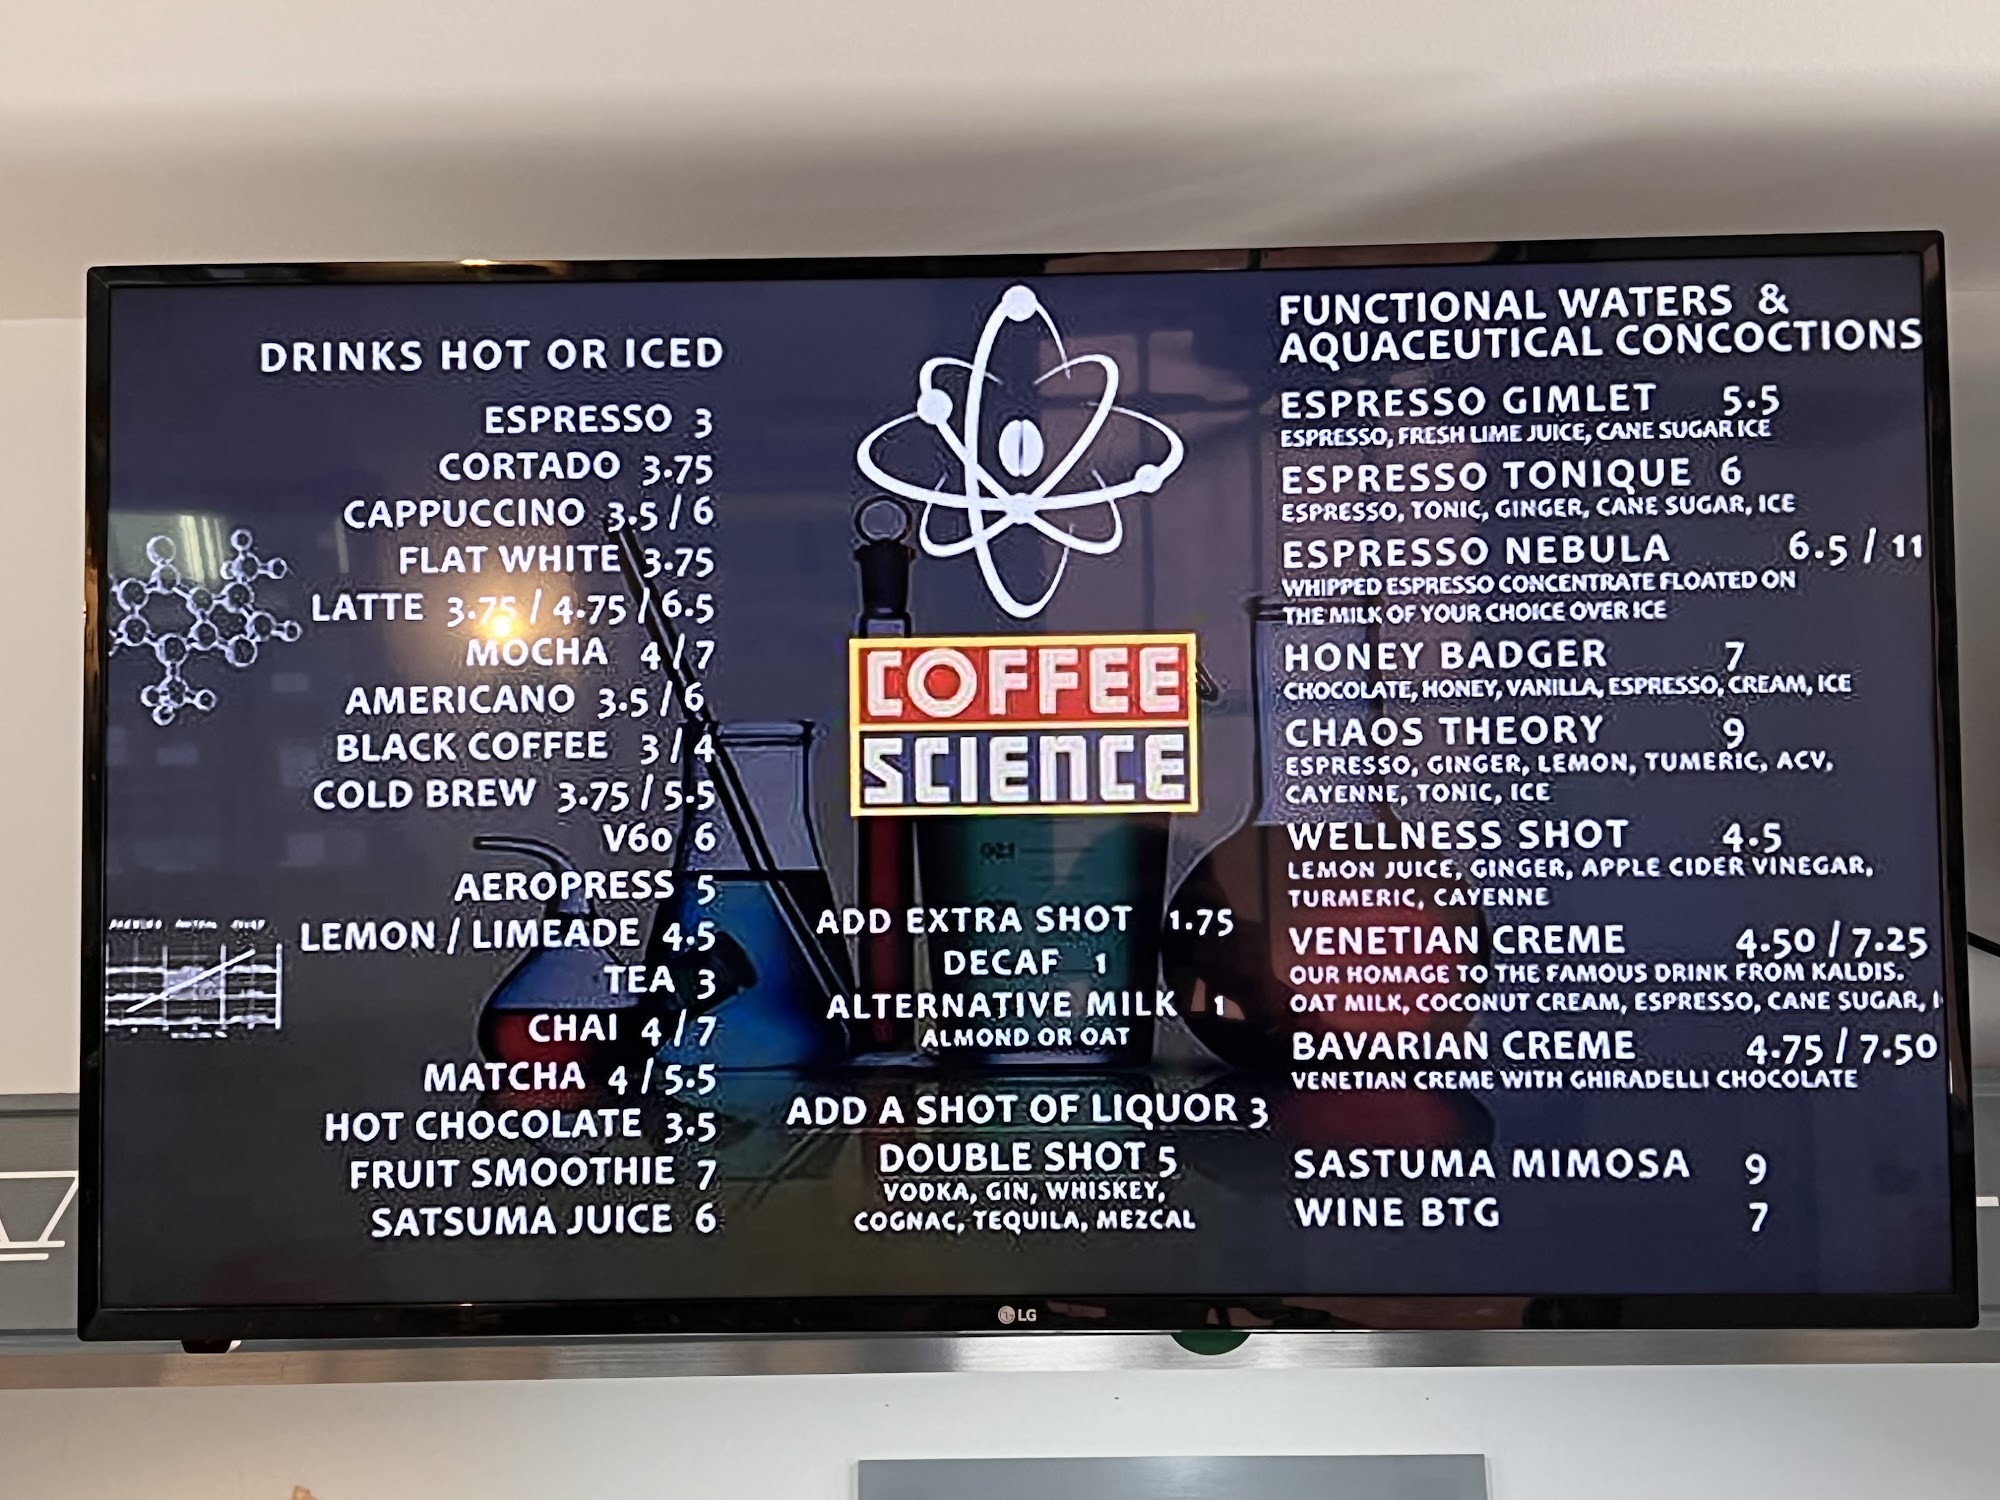 DRINKS HOT OR ICED
ESPRESSO 3
CORTADO 3.75
CAPPUCCINO 3.5 / 6
FLAT WHITE 3.75
LATTE 3.75 / 4.75 / 6.5
MOCHA 4 / 7
AMERICANO 3.5 / 6
BLACK COFFEE 3 / 4
COLD BREW 3.75 / 5.5
V60 6
AEROPRESS 5
LEMON / LIMEADE 4.5
TEA 3
CHAI 4 / 7
MATCHA 4 / 5.5
HOT CHOCOLATE 3.5
FRUIT SMOOTHIE 7
SATSUMA JUICE 6
COFFEE
SCIENCE
ADD EXTRA SHOT 1.75
DECAF 1
ALTERNATIVE MILK 1
ALMOND OR OAT
ADD A SHOT OF LIQUOR 3
DOUBLE SHOT 5
VODKA, GIN, WHISKEY,
COGNAC, TEQUILA, MEZCAL
FUNCTIONAL WATERS &
AQUACEUTICAL CONCOCTIONS
ESPRESSO GIMLET 5.5
ESPRESSO, FRESH LIME JUICE, CANE SUGAR ICE
ESPRESSO TONIQUE 6
ESPRESSO, TONIC, GINGER, CANE SUGAR, ICE
ESPRESSO NEBULA 6.5 / 11
WHIPPED ESPRESSO CONCENTRATE FLOATED ON
THE MILK OF YOUR CHOICE OVER ICE
HONEY BADGER 7
CHOCOLATE, HONEY, VANILLA, ESPRESSO, CREAM, ICE
CHAOS THEORY 9
ESPRESSO, GINGER, LEMON, TUMERIC, ACV,
CAYENNE, TONIC, ICE
WELLNESS SHOT 4.5
LEMON JUICE, GINGER, APPLE CIDER VINEGAR,
TURMERIC, CAYENNE
VENETIAN CREME 4.50 / 7.25
OUR HOMAGE TO THE FAMOUS DRINK FROM KALDIS.
OAT MILK, COCONUT CREAM, ESPRESSO, CANE SUGAR,
BAVARIAN CREME 4.75 / 7.50
VENETIAN CREME WITH GHIRADELLI CHOCOLATE
SASTUMA MIMOSA 9
WINE BTG 7
LG